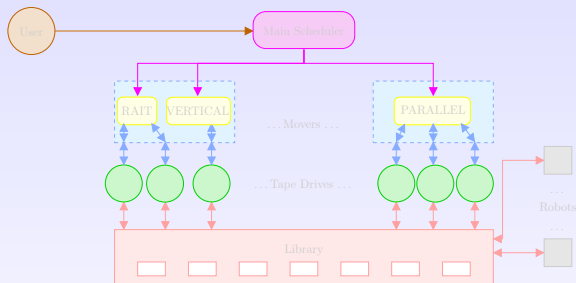 User
Main Scheduler
RAIT
VERTICAL
PARALLEL
...Movers...
...Tape Drives...
...
Robots
...
Library